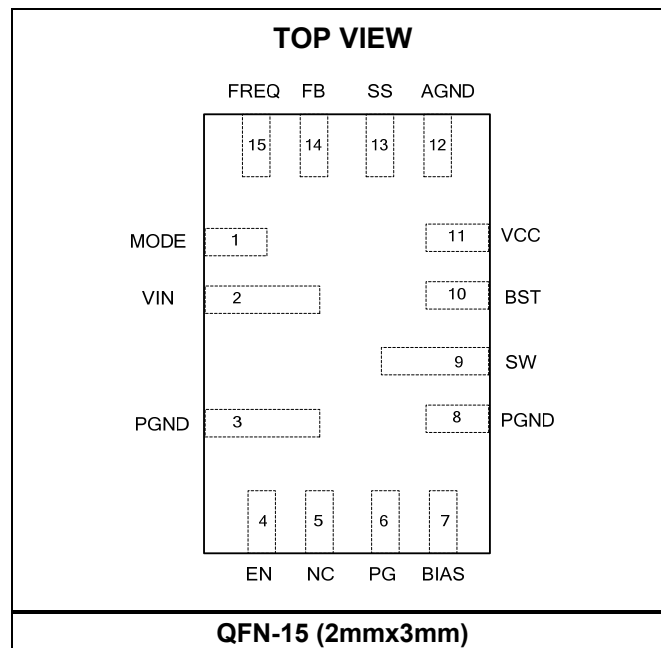 TOP VIEW
FREQ FB SS AGND
15 14 13 12
MODE 1 11 VCC
VIN 2 10 BST
9 SW
PGND 3 8 PGND
4 5 6 7
EN NC PG BIAS
QFN-15 (2mmx3mm)